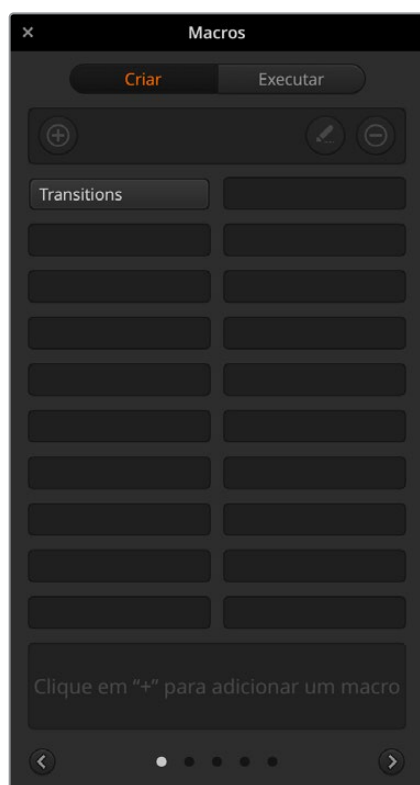 Macros
Criar Executar
Transitions
Clique em “+” para adicionar um macro